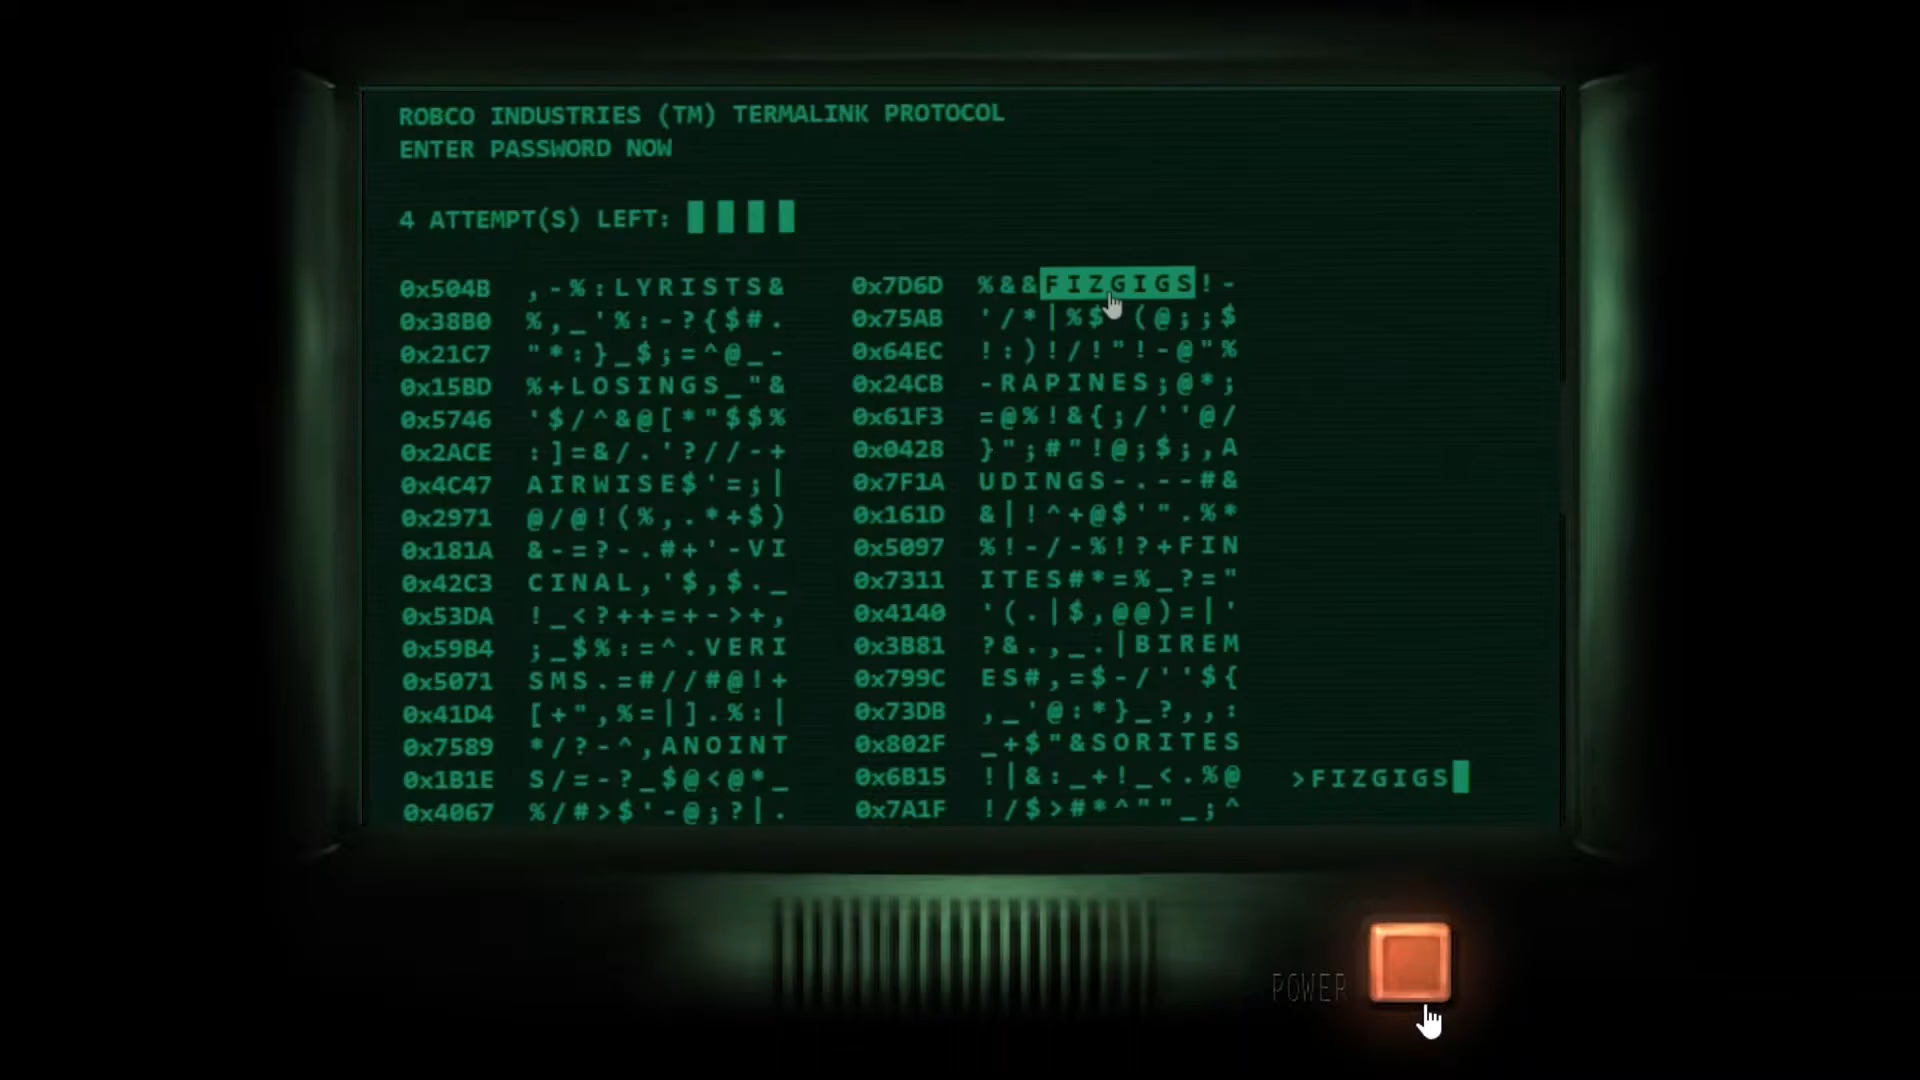 ROBCO INDUSTRIES (TM) TERMALINK PROTOCOL
ENTER PASSWORD NOW
4 ATTEMPT(S) LEFT:
0x504B ,-%:LYRISTS&
0x38B0 %,_'%:-?{$#.
0x21C7 "*:}_$;=^@_-
0x15BD %+LOSINGS_"&
0x5746 '$/^&@[*"$$%
0x2ACE :]=&/.'?//-+
0x4C47 AIRWISE$'=;|
0x2971 @/@!(%,.*+$)
0x181A &-=?-.#+'-VI
0x42C3 CINAL,'$,$._
0x53DA !_<?++=+->+,
0x59B4 ;_$%:=^.VERI
0x5071 SMS.=#//#@!+
0x41D4 [+",%=|].%:|
0x7589 */?-^,ANOINT
0x1B1E S/=-?_$@<@*_
0x4067 %/#>$'-@;?|.
0x7D6D %&&FIZGIGS!-
0x75AB '/*|%$ (@;;$
0x64EC !:)!/!"!-@"%
0x24CB -RAPINES;@*;
0x61F3 =@%!&{;/''@/
0x0428 }";#"!@;$;,A
0x7F1A UDINGS-.--#&
0x161D &|!^+@$'".%*
0x5097 %!-/-%!?+FIN
0x7311 ITES#*=%_?="
0x4140 '(.|$,@@)=|'
0x3B81 ?&.,_.|BIREM
0x799C ES#,=$-/''${
0x73DB ,_'@:*}_?,,:
0x802F _+$"&SORITES
0x6B15 !|&:_+!_<.%@
0x7A1F !/$>#*^""_;^
>FIZGIGS
POWER